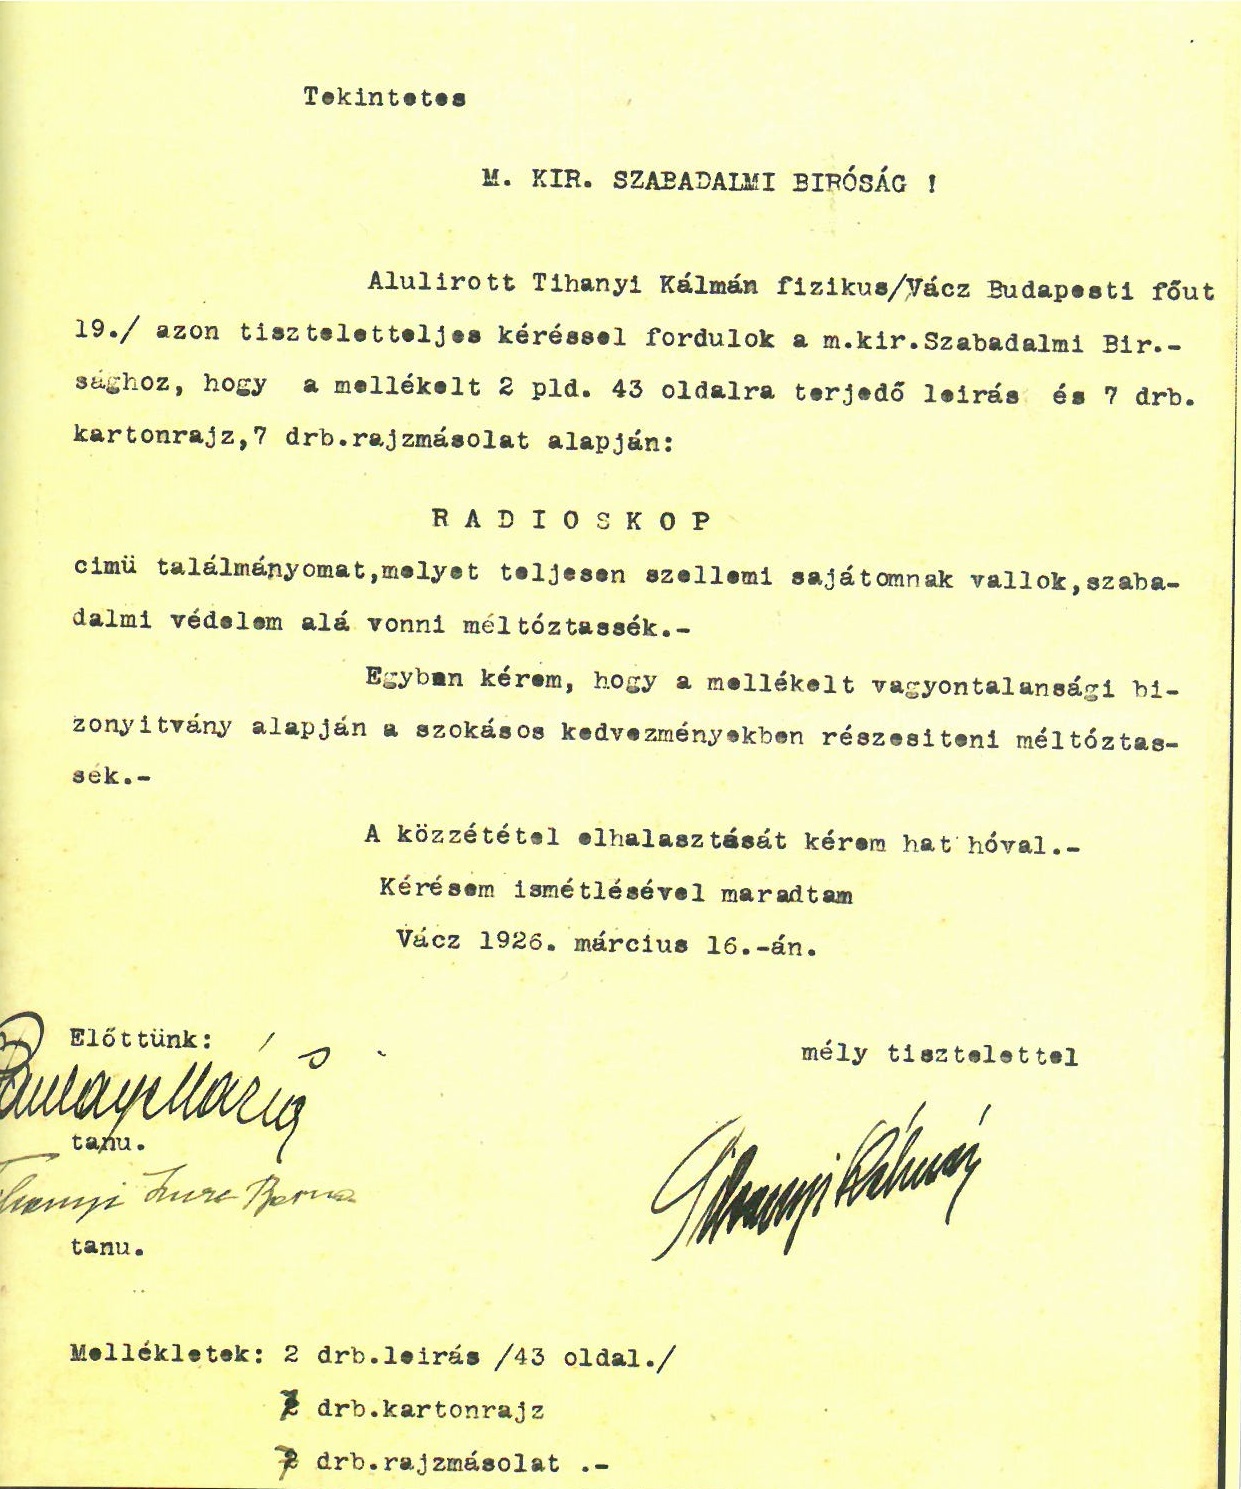 Tekintetes
M. KIR. SZABADALMI BIRÓSÁG !
Alulirott Tihanyi Kálmán fizikus/Vácz Budapesti főut
19./ azon tiszteletteljes kéréssel fordulok a m.kir.Szabadalmi Bir.-
sághoz, hogy a mellékelt 2 pld. 43 oldalra terjedő leirás és 7 drb.
kartonrajz,7 drb.rajzmásolat alapján:
R A D I O S K O P
cimü találmányomat,melyet teljesen szellemi sajátomnak vallok,szaba-
dalmi védelem alá vonni méltóztassék.-
Egyben kérem, hogy a mellékelt vagyontalansági bi-
zonyitvány alapján a szokásos kedvezményekben részesiteni méltóztas-
sék.-
A közzététel elhalasztását kérem hat hóval.-
Kérésem ismétlésével maradtam
Vácz 1926. március 16.-án.
Előttünk:
mély tisztelettel
Mária
tanu.
Tihanyi Kálmán
Imre
tanu.
Mellékletek: 2 drb.leirás /43 oldal./
7 drb.kartonrajz
7 drb.rajzmásolat .-